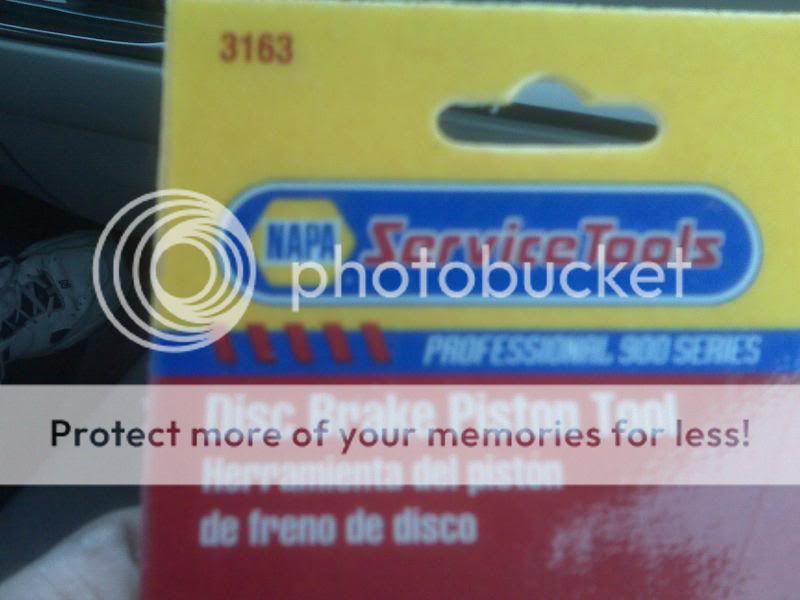 3163
NAPA ServiceTools
photobucket
PROFESSIONAL 900 SERIES
Disc Brake Piston Tool
Protect more of your memories for less!
Herramienta del pistón
de freno de disco